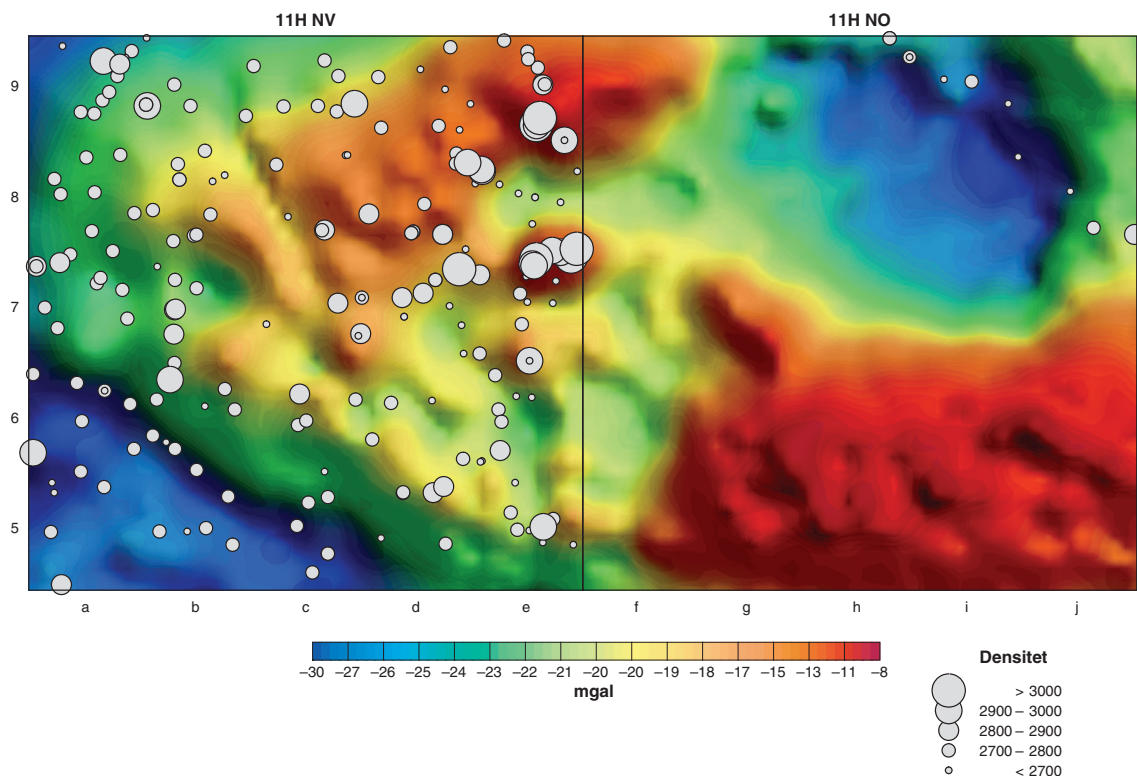 11H NV 11H NO
9
8
7
6
5
a b c d e f g h i j
−30 −27 −25 −24 −23 −22 −21 −20 −20 −19 −18 −17 −15 −13 −11 −8
mgal
Densitet
> 3000
2900 – 3000
2800 – 2900
2700 – 2800
< 2700